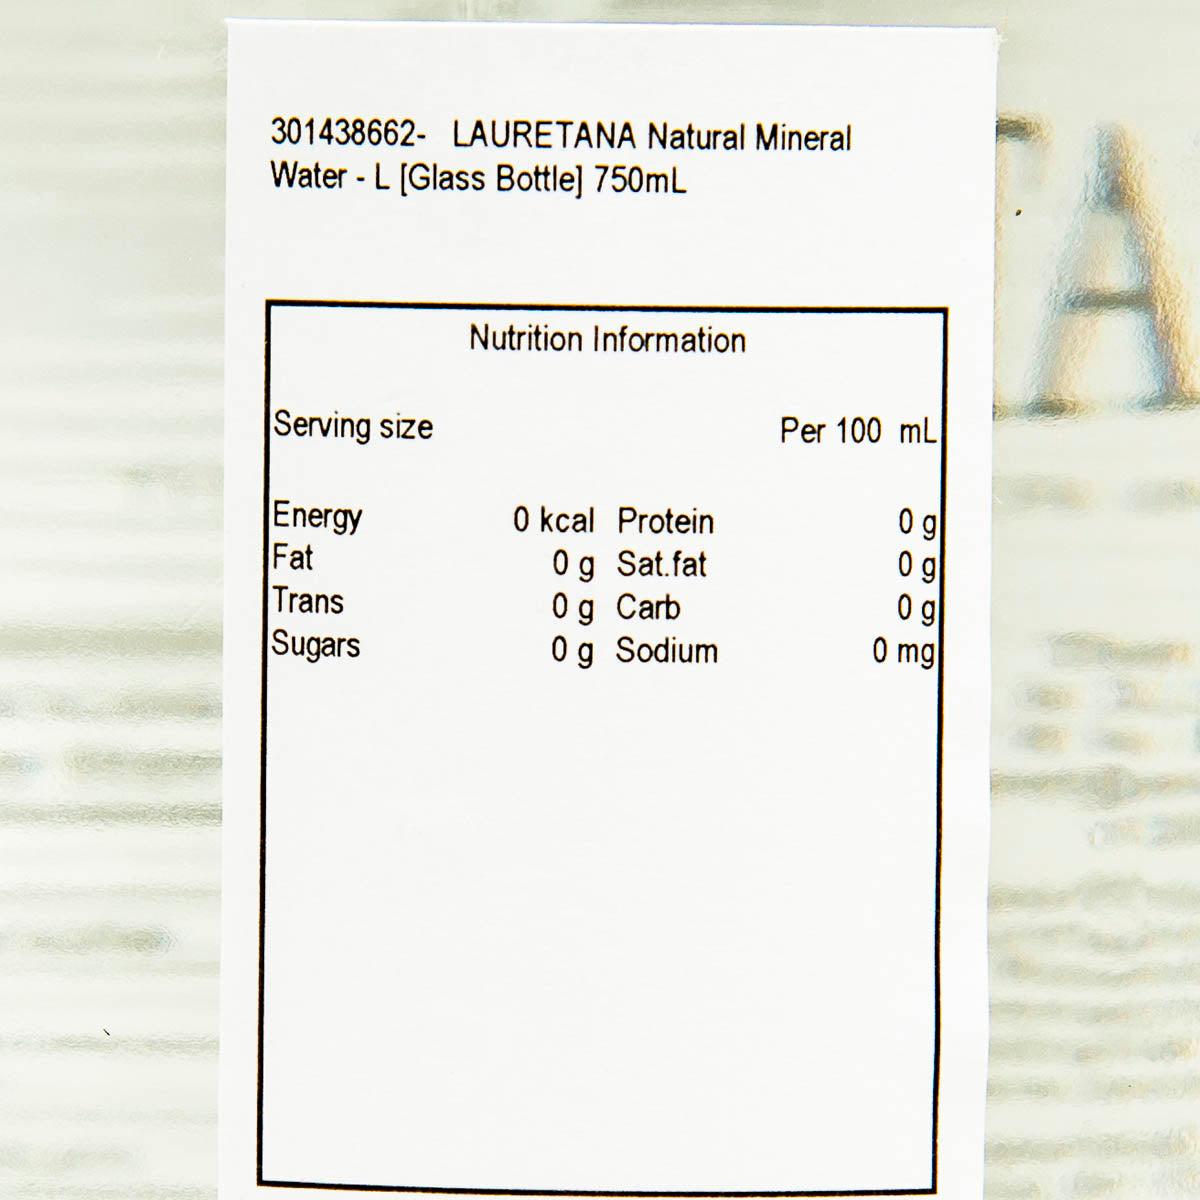 301438662-   LAURETANA Natural Mineral
Water - L [Glass Bottle] 750mL
Nutrition Information
Serving size Per 100  mL
Energy 0 kcal Protein 0 g
Fat 0 g Sat.fat 0 g
Trans 0 g Carb 0 g
Sugars 0 g Sodium 0 mg
TA